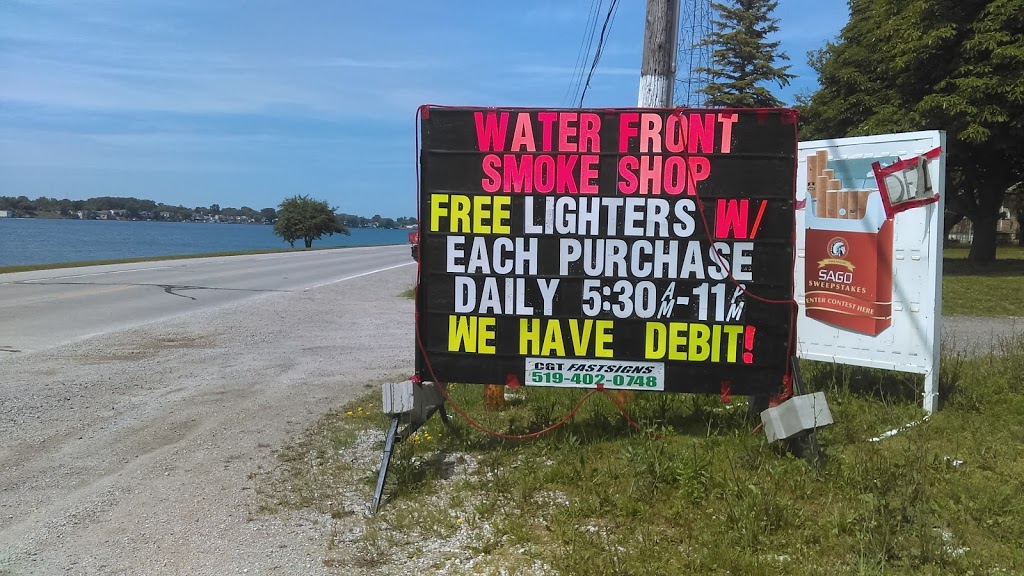 WATER FRONT
SMOKE SHOP
FREE LIGHTERS W/
EACH PURCHASE
DAILY 5:30AM-11PM
WE HAVE DEBIT!
CGT FASTSIGNS
519-402-0748
SAGO
SWEEPSTAKES
ENTER CONTEST HERE